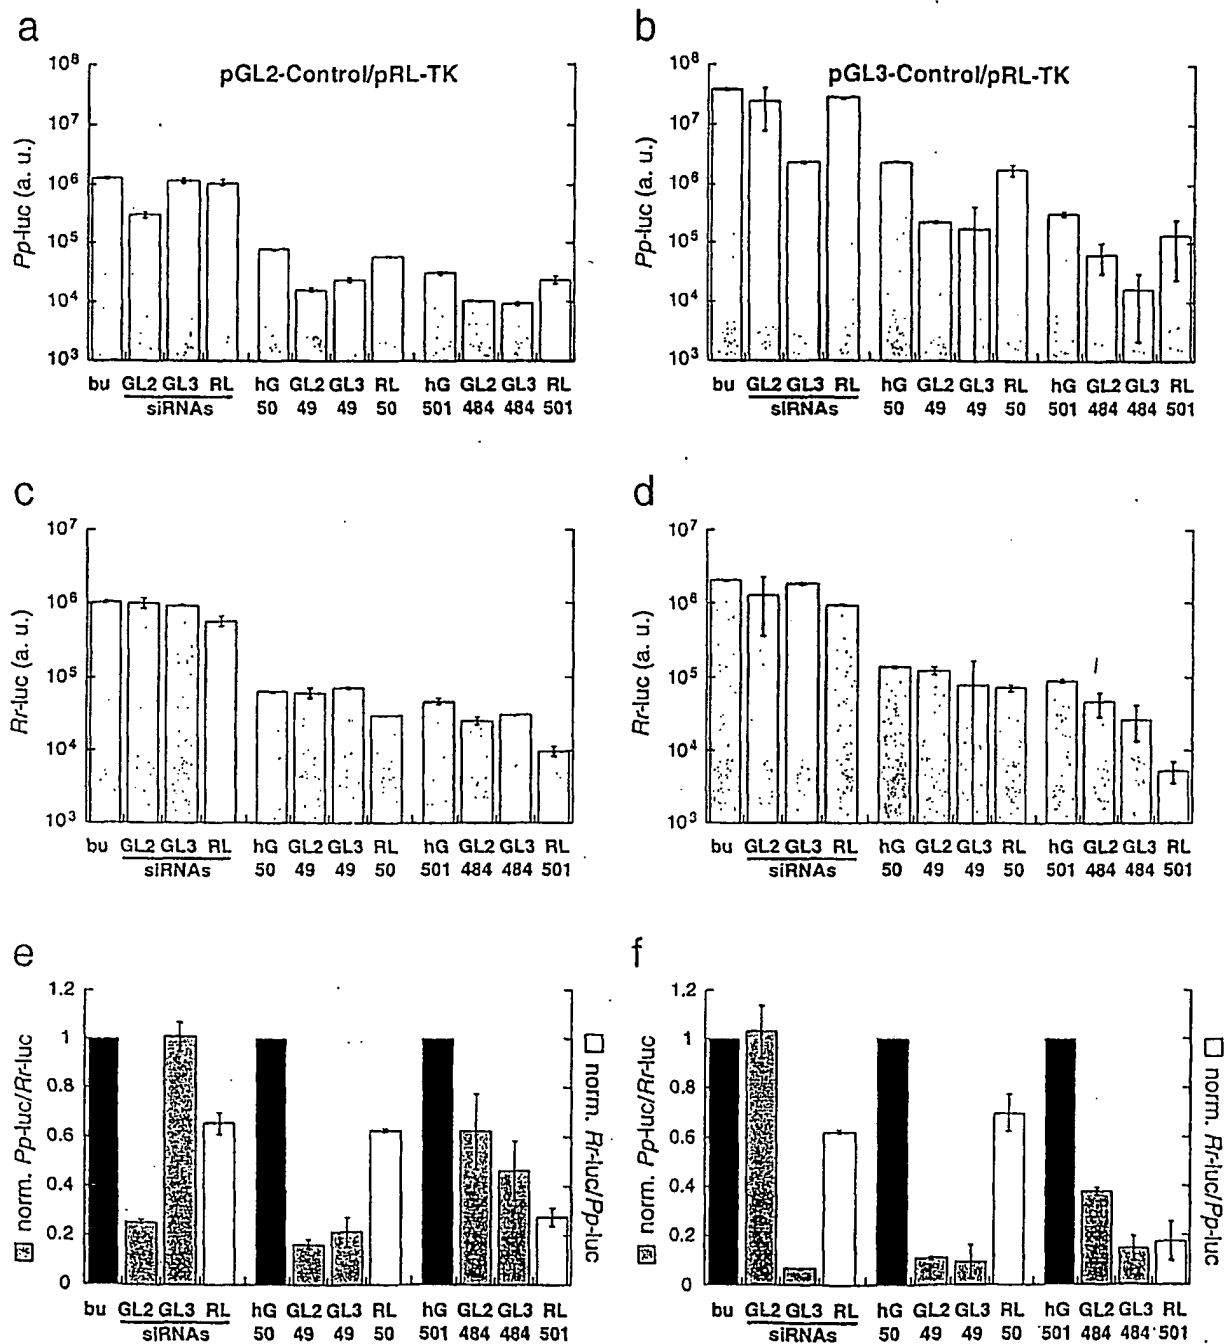 a
pGL2-Control/pRL-TK
Pp-luc (a. u.)
10⁸
10⁷
10⁶
10⁵
10⁴
10³
bu GL2 GL3 RL hG GL2 GL3 RL hG GL2 GL3 RL
siRNAs 50 49 49 50 501 484 484 501
b
pGL3-Control/pRL-TK
Pp-luc (a. u.)
10⁸
10⁷
10⁶
10⁵
10⁴
10³
bu GL2 GL3 RL hG GL2 GL3 RL hG GL2 GL3 RL
siRNAs 50 49 49 50 501 484 484 501
c
Rr-luc (a. u.)
10⁷
10⁶
10⁵
10⁴
10³
bu GL2 GL3 RL hG GL2 GL3 RL hG GL2 GL3 RL
siRNAs 50 49 49 50 501 484 484 501
d
Rr-luc (a. u.)
10⁷
10⁶
10⁵
10⁴
10³
bu GL2 GL3 RL hG GL2 GL3 RL hG GL2 GL3 RL
siRNAs 50 49 49 50 501 484 484 501
e
norm. Pp-luc/Rr-luc
1.2
1
0.8
0.6
0.4
0.2
0
norm. Rr-luc/Pp-luc
bu GL2 GL3 RL hG GL2 GL3 RL hG GL2 GL3 RL
siRNAs 50 49 49 50 501 484 484 501
f
norm. Pp-luc/Rr-luc
1.2
1
0.8
0.6
0.4
0.2
0
norm. Rr-luc/Pp-luc
bu GL2 GL3 RL hG GL2 GL3 RL hG GL2 GL3 RL
siRNAs 50 49 49 50 501 484 484 501